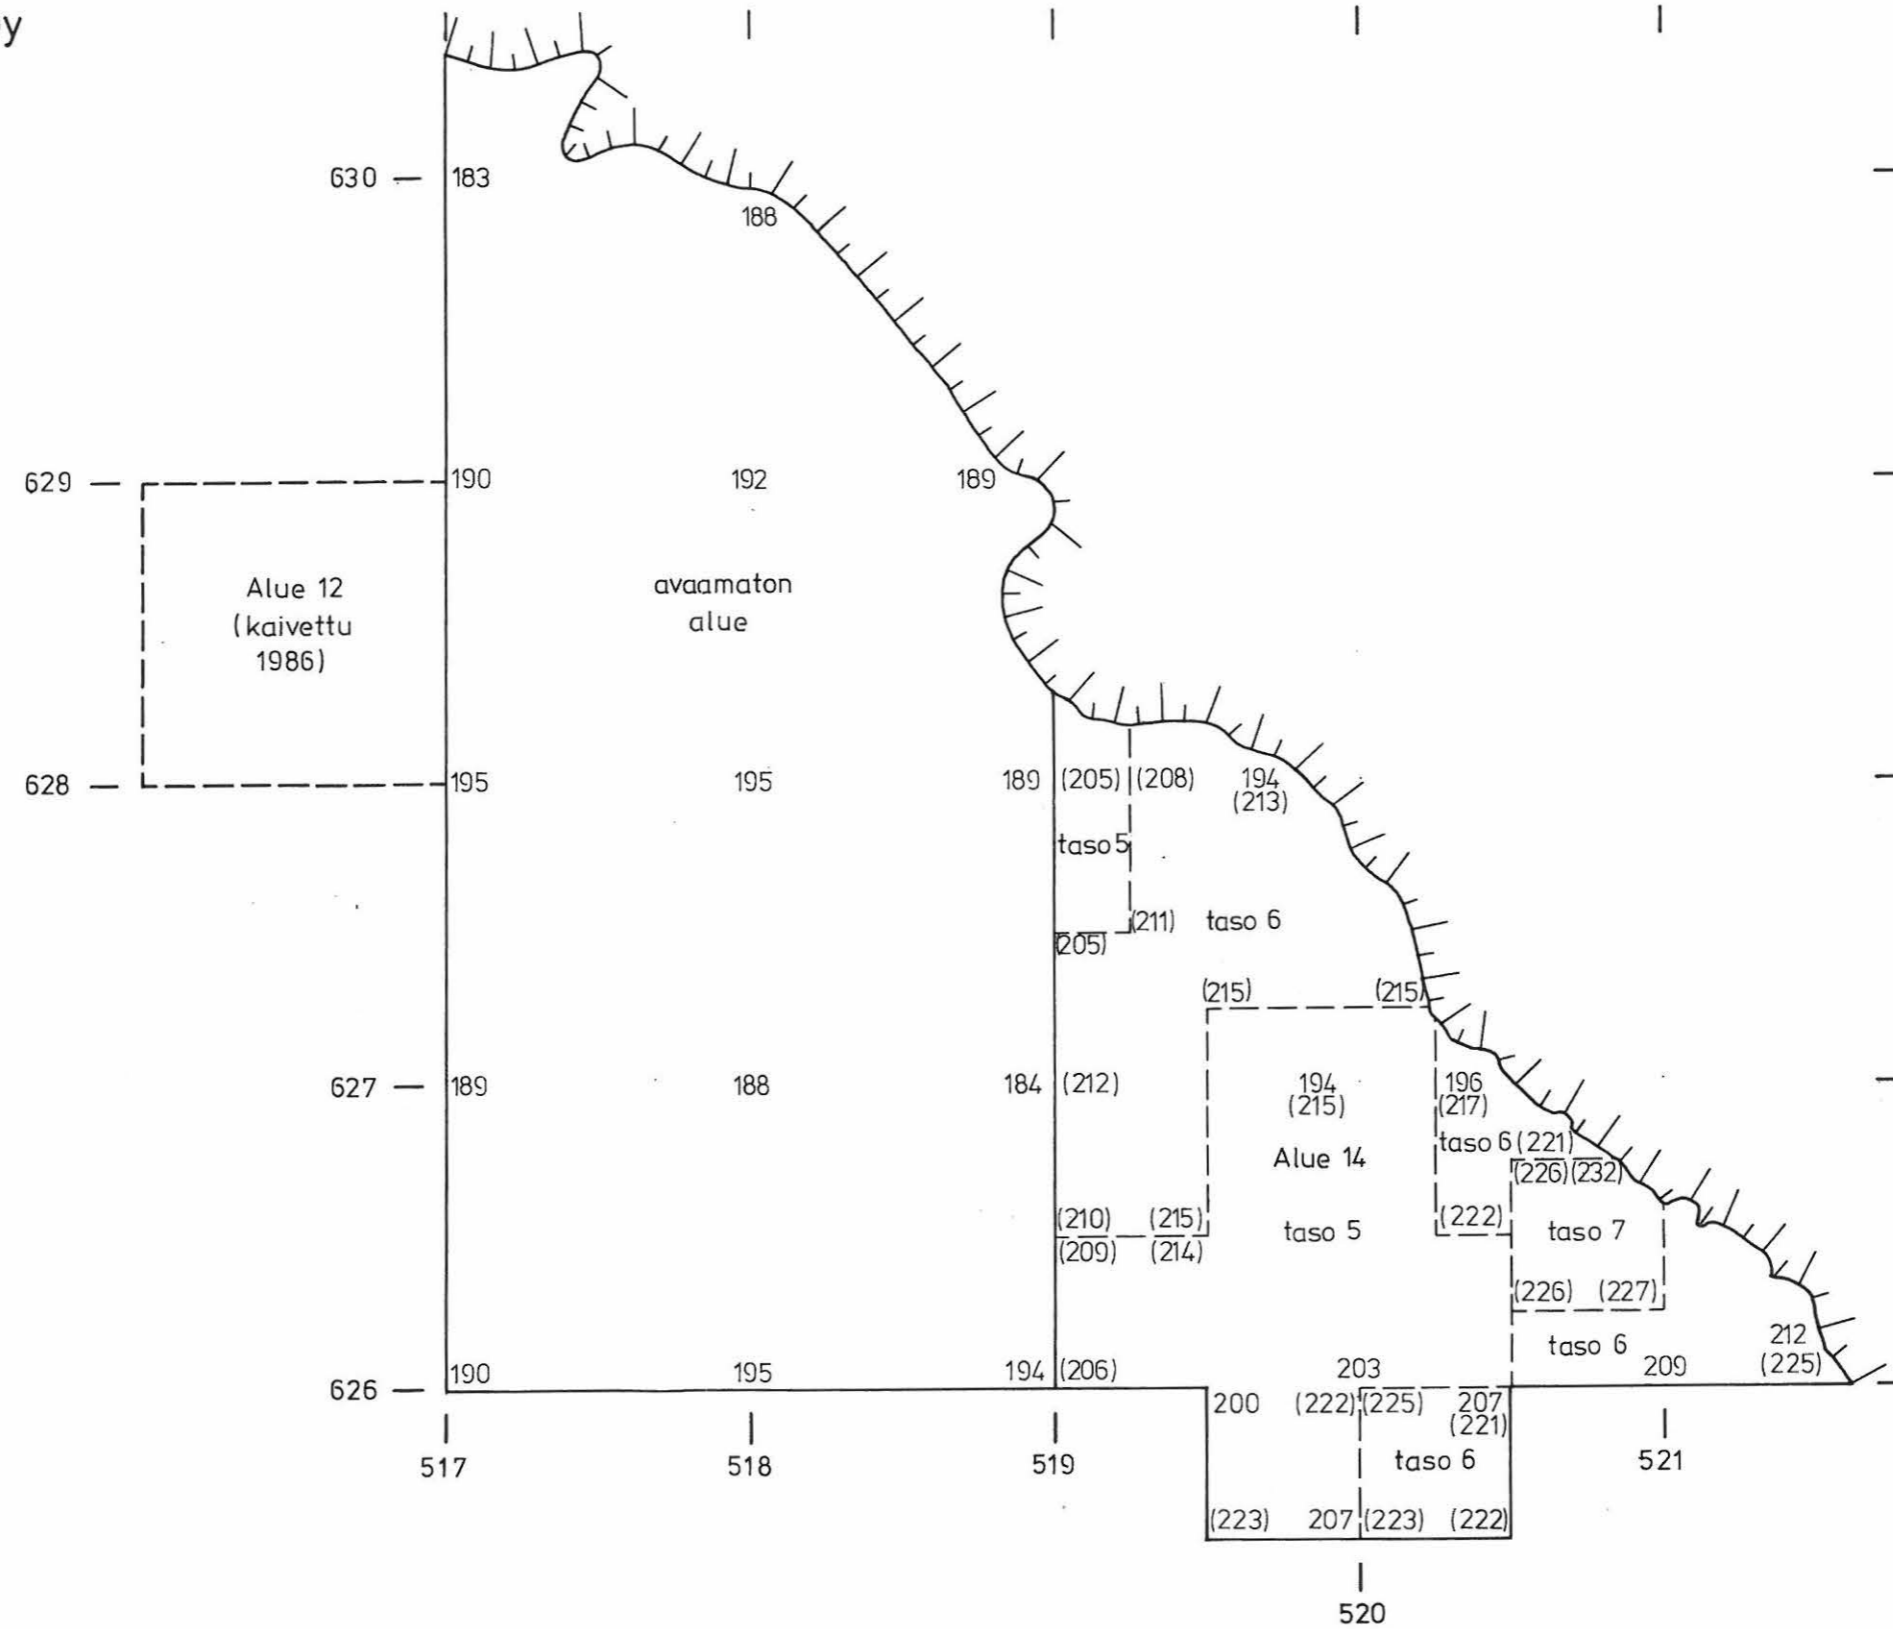 y
630 183
188
629 190 192 189
Alue 12
(kaivettu
1986)
avaamaton
alue
628 195 195 189 (205) (208) 194
(213)
taso 5
(211) taso 6
(205)
(215) (215)
627 189 188 184 (212) 194 196
(215) (217)
taso 6 (221)
Alue 14
(226) (232)
(210) (215) (222)
taso 5 taso 7
(209) (214)
(226) (227)
212
taso 6
626 190 195 194 (206) 203 209 (225)
200 (222) (225) 207
(221)
517 518 519 taso 6 521
(223) 207 (223) (222)
520